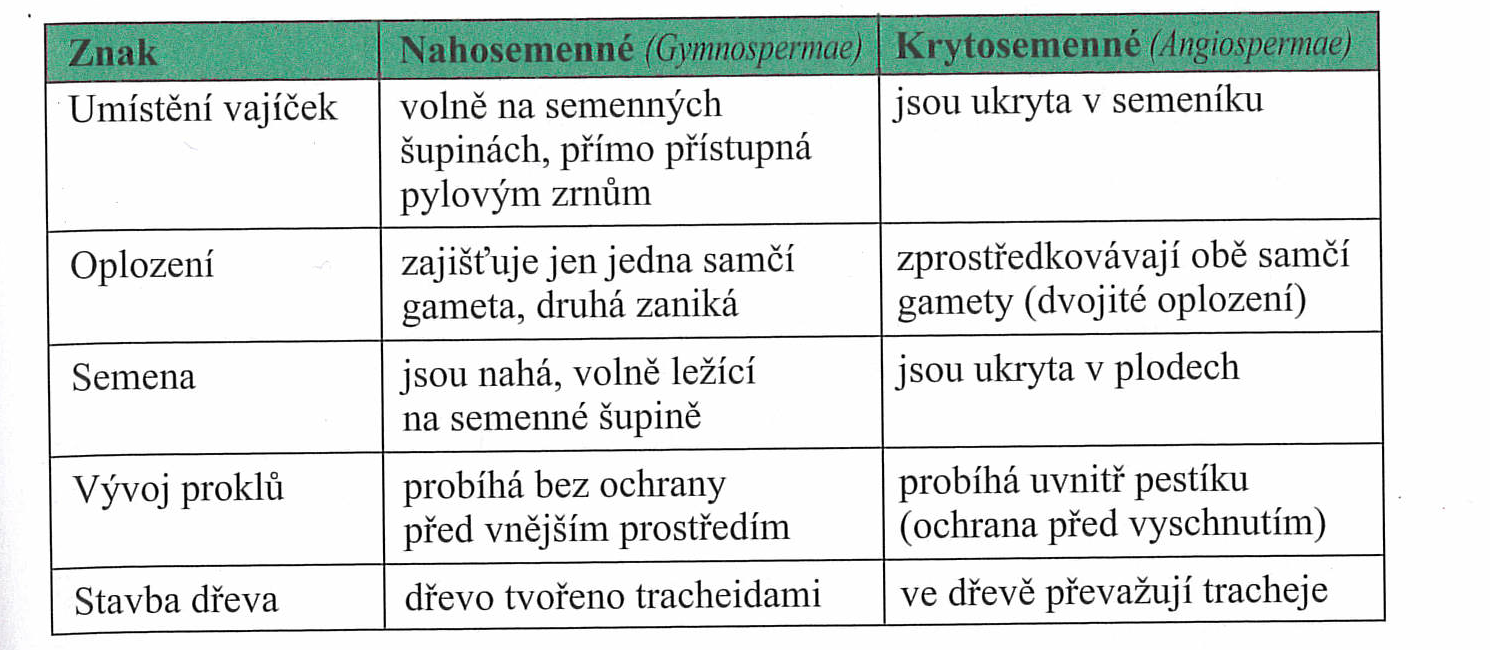 Znak
Nahosemenné (Gymnospermae)
Krytosemenné (Angiospermae)
Umístění vajíček
volně na semenných
šupinách, přímo přístupná
pylovým zrnům
jsou ukryta v semeníku
Oplození
zajišťuje jen jedna samčí
gameta, druhá zaniká
zprostředkovávají obě samčí
gamety (dvojité oplození)
Semena
jsou nahá, volně ležící
na semenné šupině
jsou ukryta v plodech
Vývoj proklů
probíhá bez ochrany
před vnějším prostředím
probíhá uvnitř pestíku
(ochrana před vyschnutím)
Stavba dřeva
dřevo tvořeno tracheidami
ve dřevě převažují tracheje